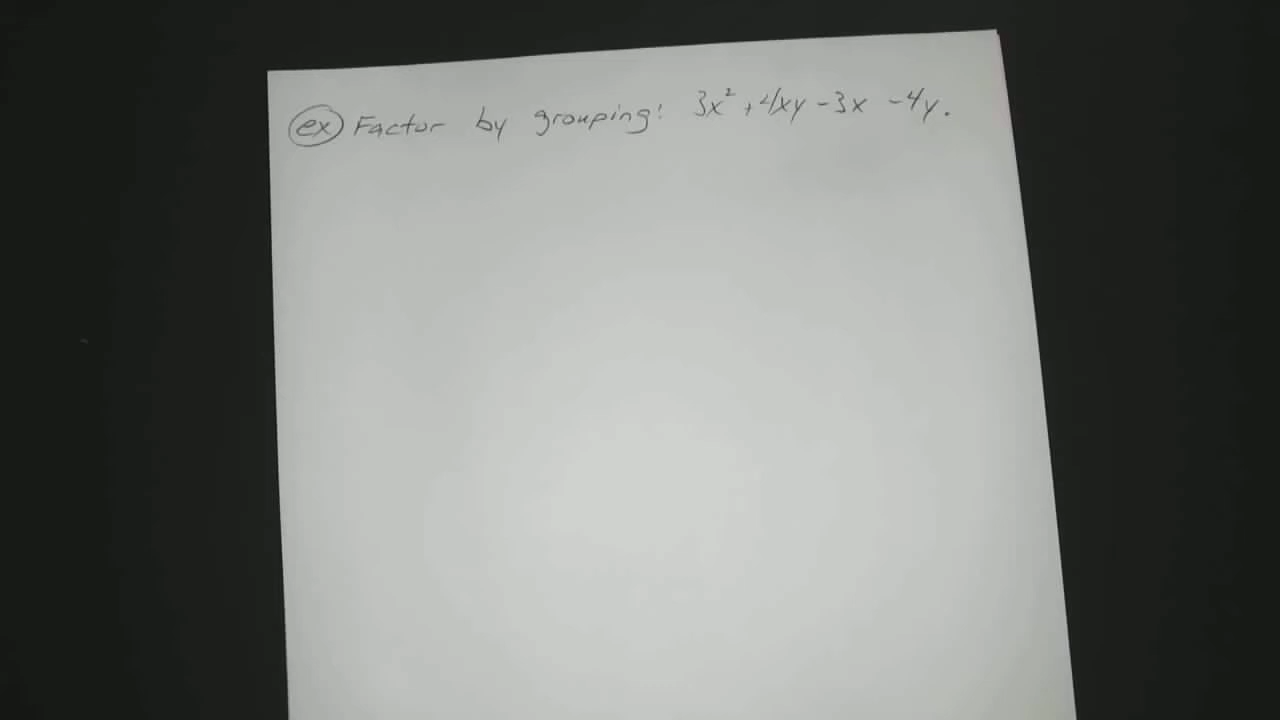 ex Factor by grouping: 3x² + 4xy - 3x - 4y.